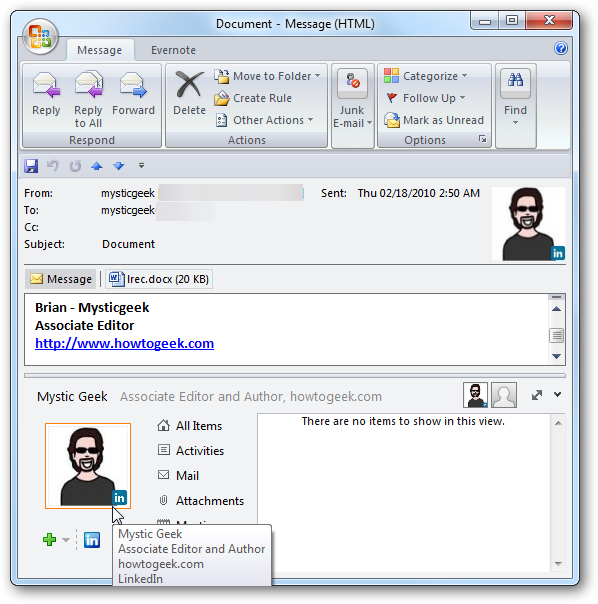 Document - Message (HTML)
Message Evernote
Reply
Reply to All
Forward
Respond
Delete
Move to Folder
Create Rule
Other Actions
Actions
Junk E-mail
Categorize
Follow Up
Mark as Unread
Options
Find
From: mysticgeek Sent: Thu 02/18/2010 2:50 AM
To: mysticgeek
Cc:
Subject: Document
Message lrec.docx (20 KB)
Brian - Mysticgeek
Associate Editor
http://www.howtogeek.com
Mystic Geek Associate Editor and Author, howtogeek.com
in
All Items
Activities
Mail
Attachments
There are no items to show in this view.
Mystic Geek
Associate Editor and Author
howtogeek.com
LinkedIn